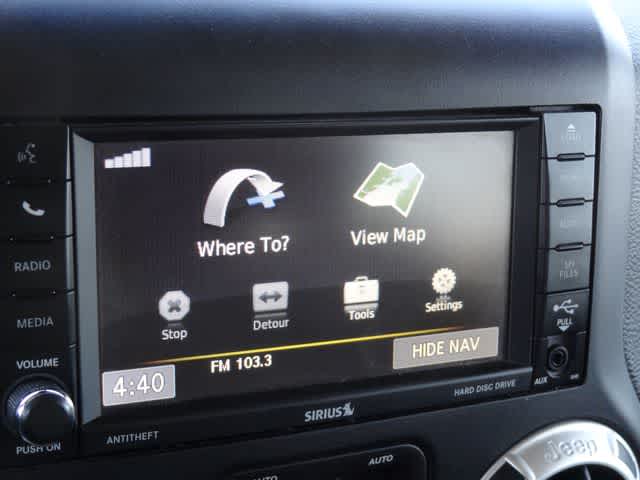 Where To?
View Map
Stop
Detour
Tools
Settings
FM 103.3
HIDE NAV
4:40
RADIO
MEDIA
VOLUME
PUSH ON
ANTITHEFT
SIRIUS
HARD DISC DRIVE
MY FILES
PULL
AUX
AUTO
AUTO
Jeep